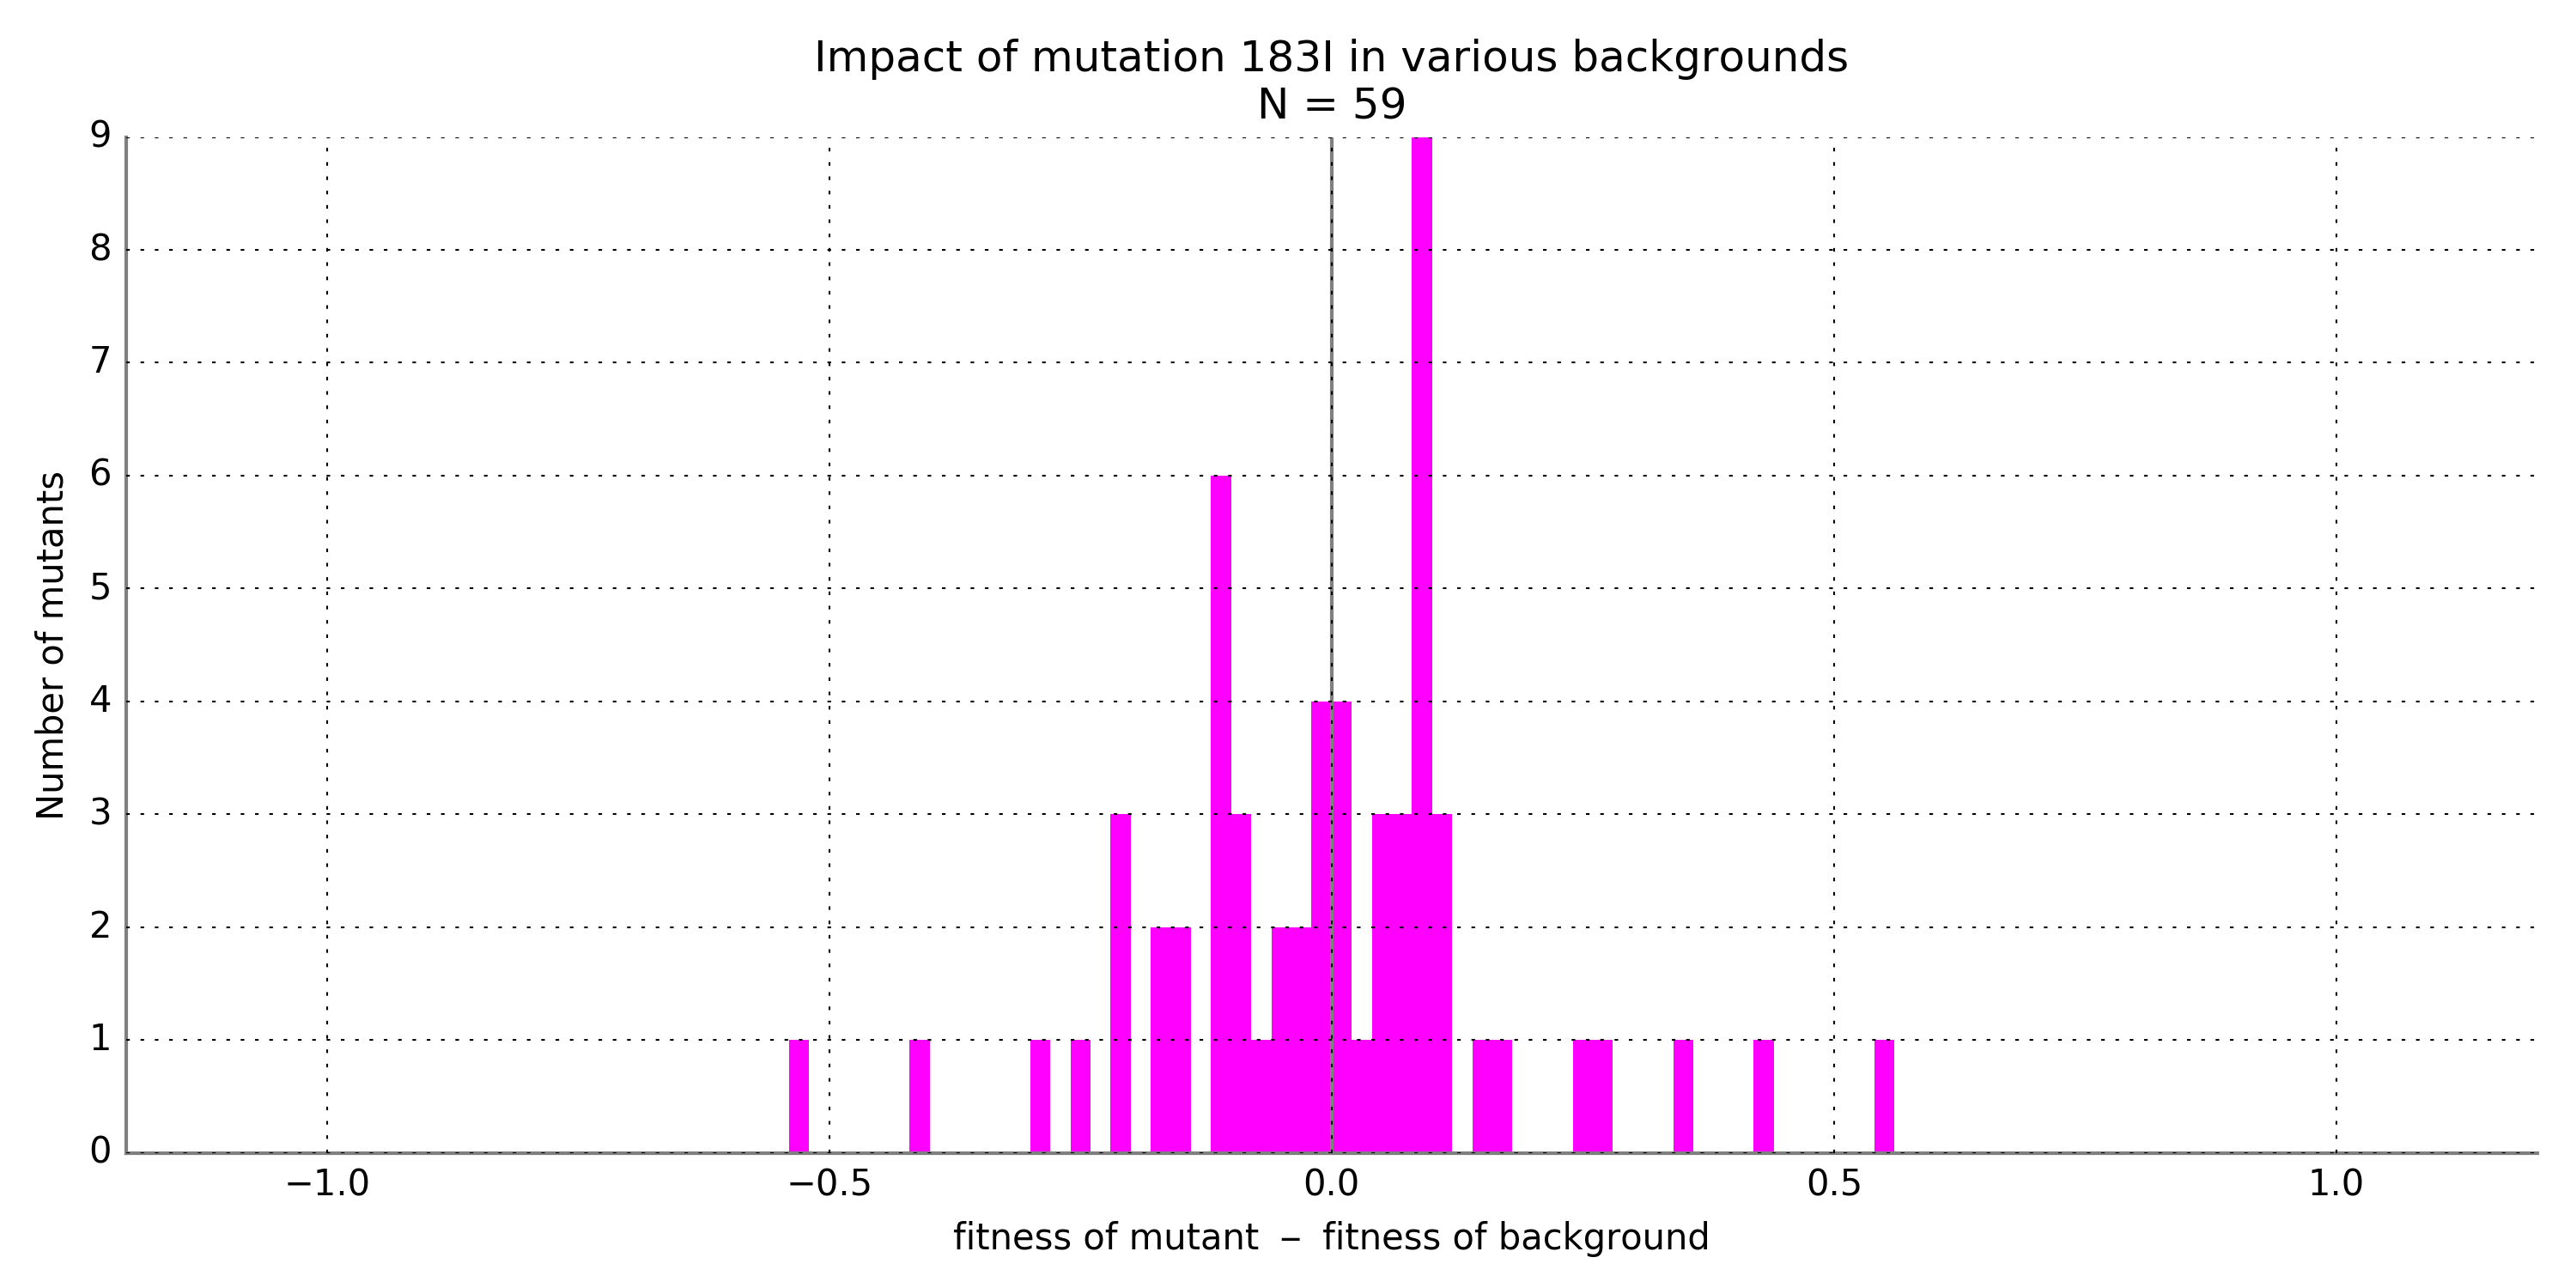 Impact of mutation 183I in various backgrounds
N = 59
9
8
7
6
5
4
3
2
1
0
Number of mutants
−1.0 −0.5 0.0 0.5 1.0
fitness of mutant – fitness of background